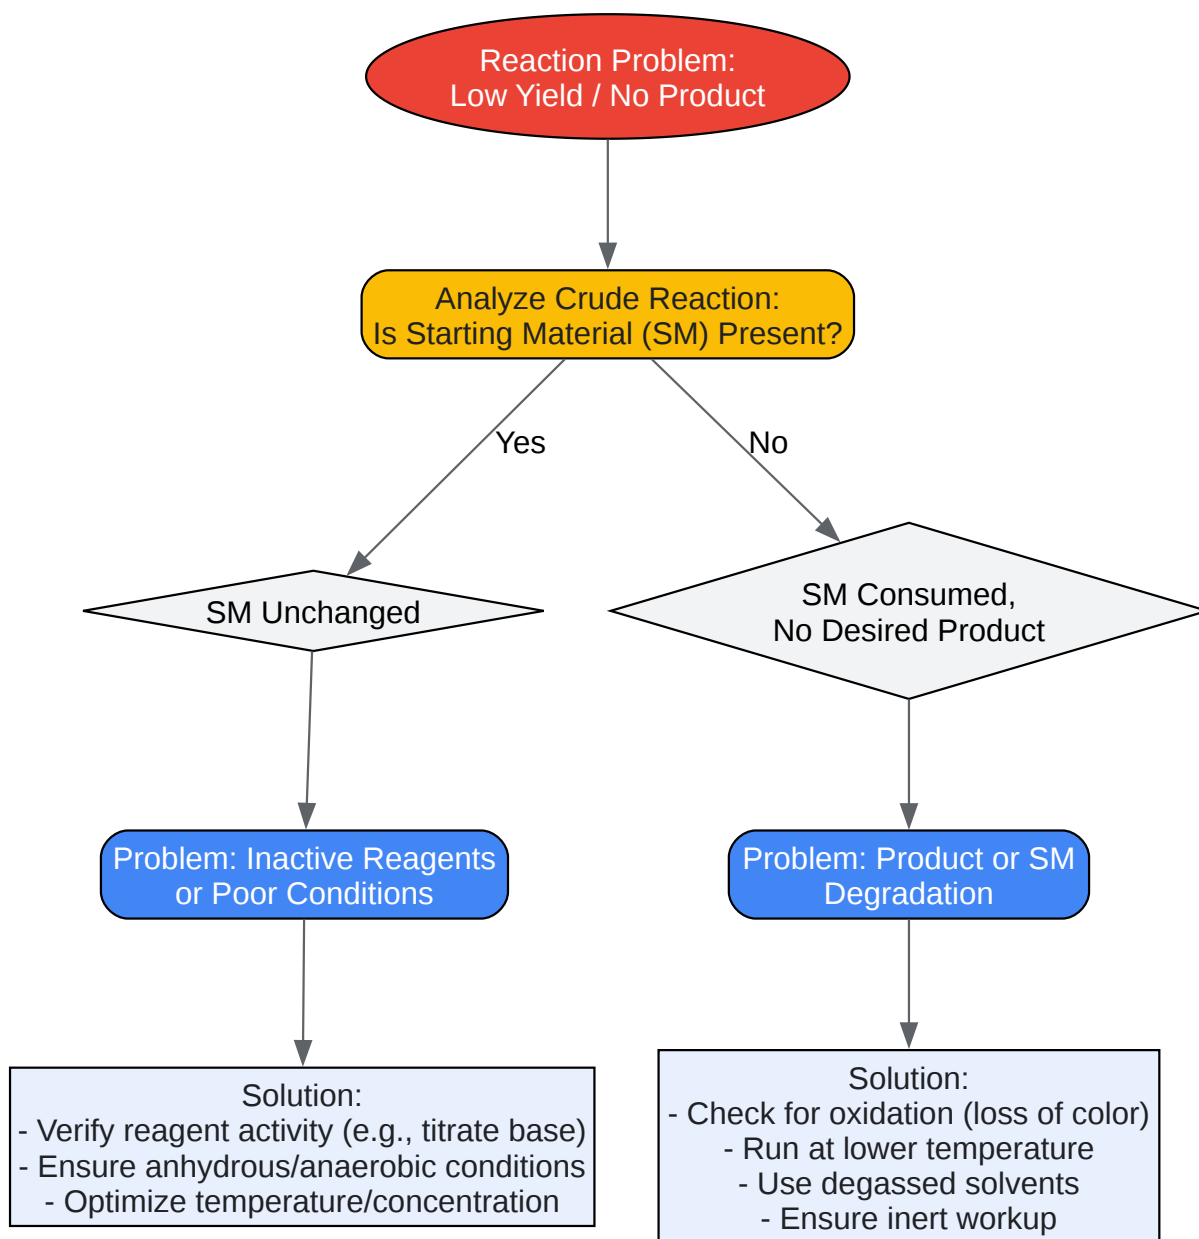 Reaction Problem:
Low Yield / No Product
Analyze Crude Reaction:
Is Starting Material (SM) Present?
Yes
No
SM Unchanged
SM Consumed,
No Desired Product
Problem: Inactive Reagents
or Poor Conditions
Problem: Product or SM
Degradation
Solution:
- Verify reagent activity (e.g., titrate base)
- Ensure anhydrous/anaerobic conditions
- Optimize temperature/concentration
Solution:
- Check for oxidation (loss of color)
- Run at lower temperature
- Use degassed solvents
- Ensure inert workup